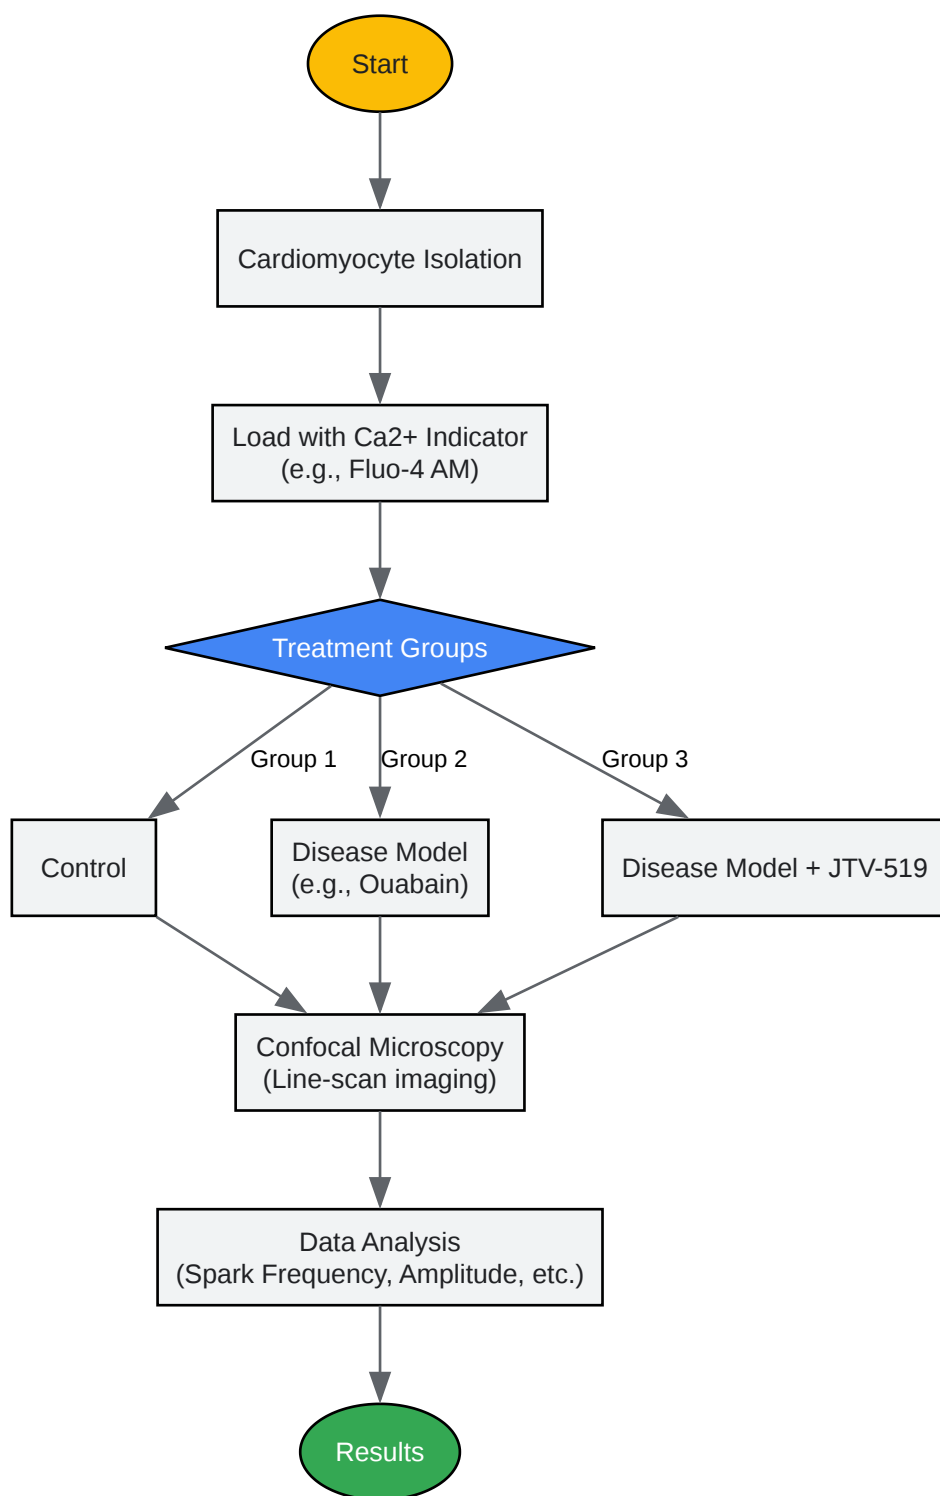 Start
Cardiomyocyte Isolation
Load with Ca2+ Indicator
(e.g., Fluo-4 AM)
Treatment Groups
Group 1
Group 2
Group 3
Control
Disease Model
(e.g., Ouabain)
Disease Model + JTV-519
Confocal Microscopy
(Line-scan imaging)
Data Analysis
(Spark Frequency, Amplitude, etc.)
Results